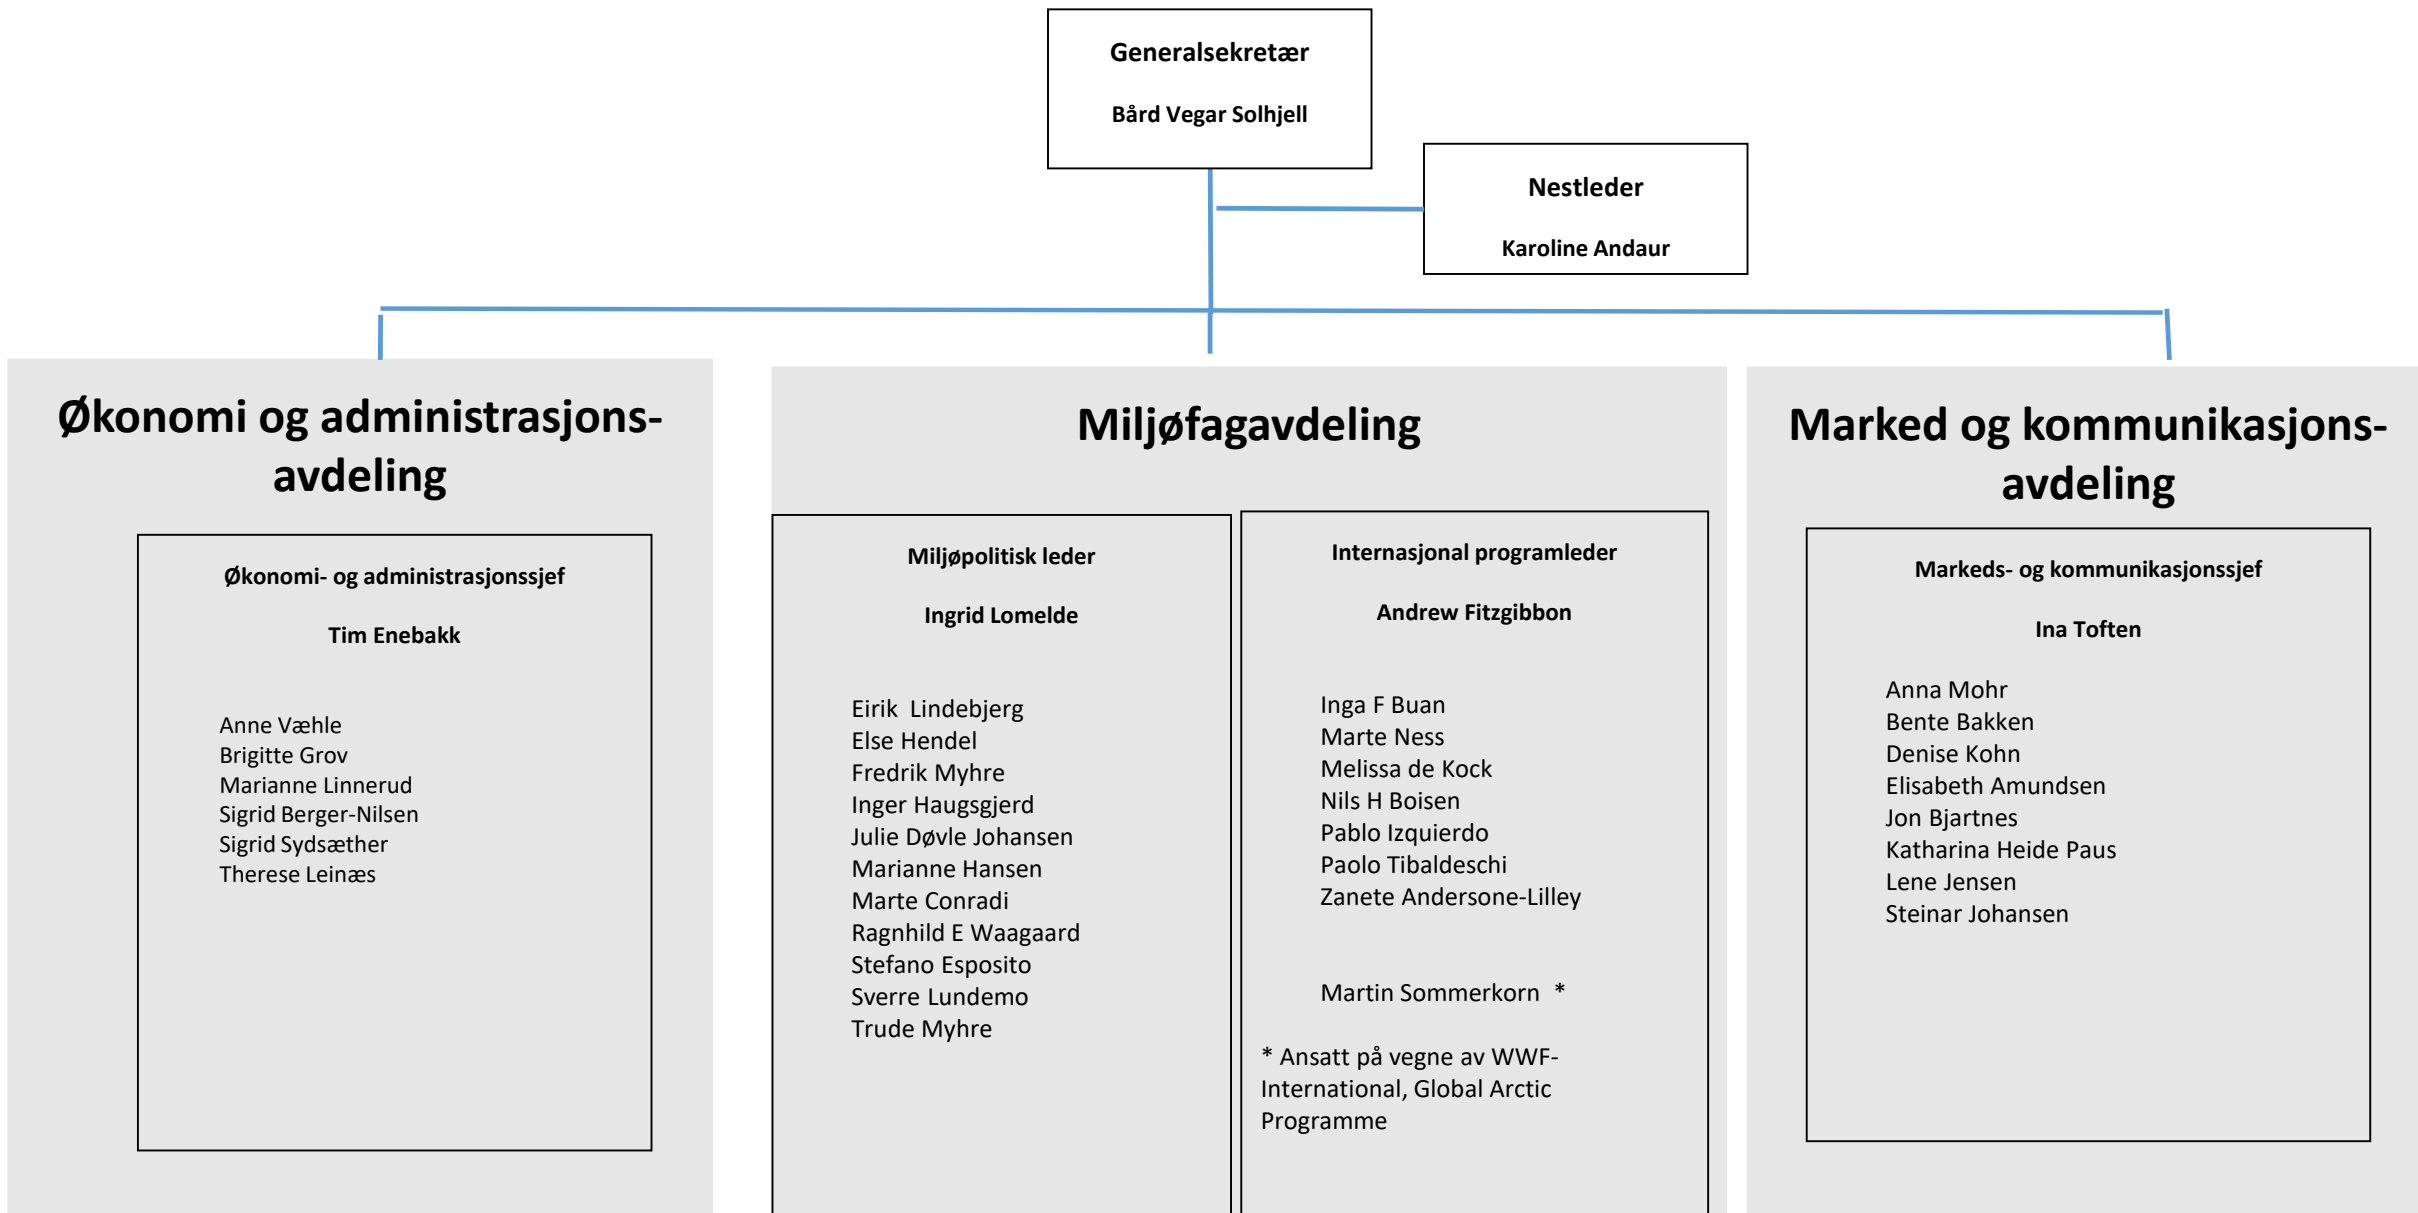 Generalsekretær
Bård Vegar Solhjell
Nestleder
Karoline Andaur
Økonomi og administrasjons-
avdeling
Økonomi- og administrasjonssjef
Tim Enebakk
Anne Væhle
Brigitte Grov
Marianne Linnerud
Sigrid Berger-Nilsen
Sigrid Sydsæther
Therese Leinæs
Miljøfagavdeling
Miljøpolitisk leder
Ingrid Lomelde
Eirik  Lindebjerg
Else Hendel
Fredrik Myhre
Inger Haugsgjerd
Julie Døvle Johansen
Marianne Hansen
Marte Conradi
Ragnhild E Waagaard
Stefano Esposito
Sverre Lundemo
Trude Myhre
Internasjonal programleder
Andrew Fitzgibbon
Inga F Buan
Marte Ness
Melissa de Kock
Nils H Boisen
Pablo Izquierdo
Paolo Tibaldeschi
Zanete Andersone-Lilley
Martin Sommerkorn  *
* Ansatt på vegne av WWF-
International, Global Arctic
Programme
Marked og kommunikasjons-
avdeling
Markeds- og kommunikasjonssjef
Ina Toften
Anna Mohr
Bente Bakken
Denise Kohn
Elisabeth Amundsen
Jon Bjartnes
Katharina Heide Paus
Lene Jensen
Steinar Johansen